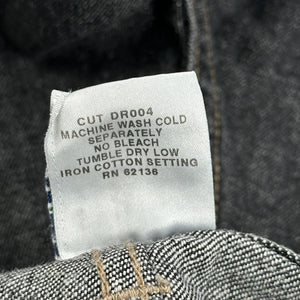 CUT DR004
MACHINE WASH COLD
SEPARATELY
NO BLEACH
TUMBLE DRY LOW
IRON COTTON SETTING
RN 62136